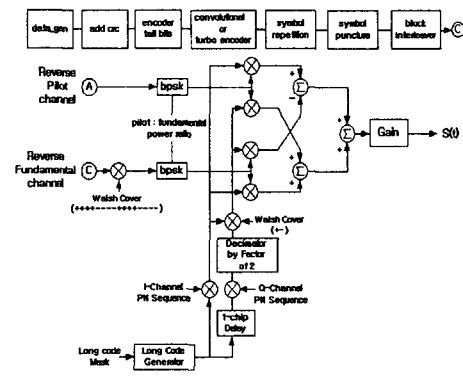 data_gen
add crc
encoder
tail bits
convolutional
or
turbo encoder
symbol
repetition
symbol
puncture
block
interleaver
C
Reverse
Pilot
channel
A
bpsk
pilot : fundamental
power ratio
Reverse
Fundamental
channel
C
bpsk
Walsh Cover
+
−
Σ
+
+
Σ
+
+
Σ
Gain
S(t)
Walsh Cover
(+−)
Decimator
by Factor
of 2
I-Channel
PN Sequence
Q-Channel
PN Sequence
1-chip
Delay
Long code
Mask
Long Code
Generator